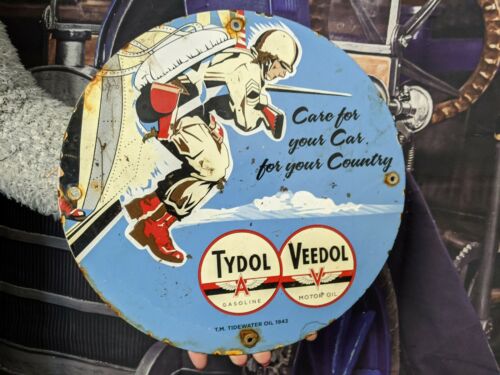 Care for
your Car
for your Country
TYDOL
A
GASOLINE
VEEDOL
V
MOTOR OIL
T.M. TIDEWATER OIL 1943